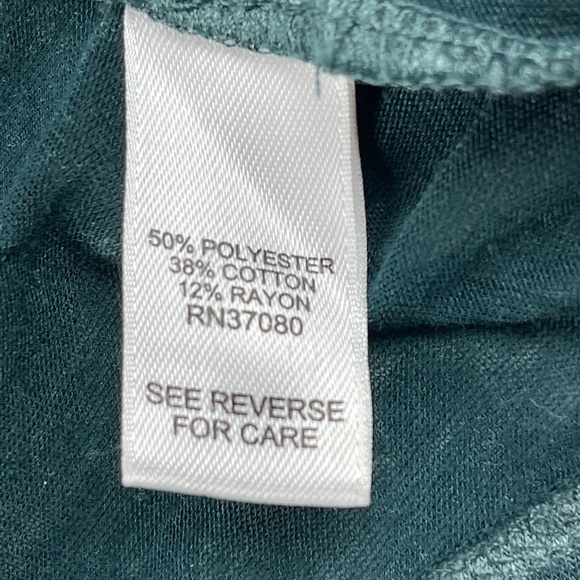 50% POLYESTER
38% COTTON
12% RAYON
RN37080
SEE REVERSE
FOR CARE